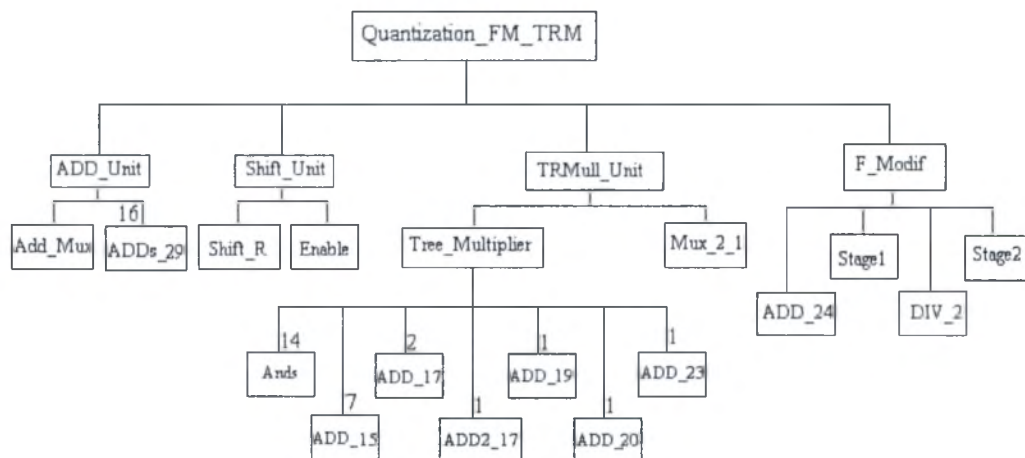 Quantization_FM_TRM
ADD_Unit
Shift_Unit
TRMull_Unit
F_Modif
16
Add_Mux
ADDs_29
Shift_R
Enable
Tree_Multiplier
Mux_2_1
Stage1
Stage2
ADD_24
DIV_2
14
2
1
1
Ands
ADD_17
ADD_19
ADD_23
7
1
1
ADD_15
ADD2_17
ADD_20